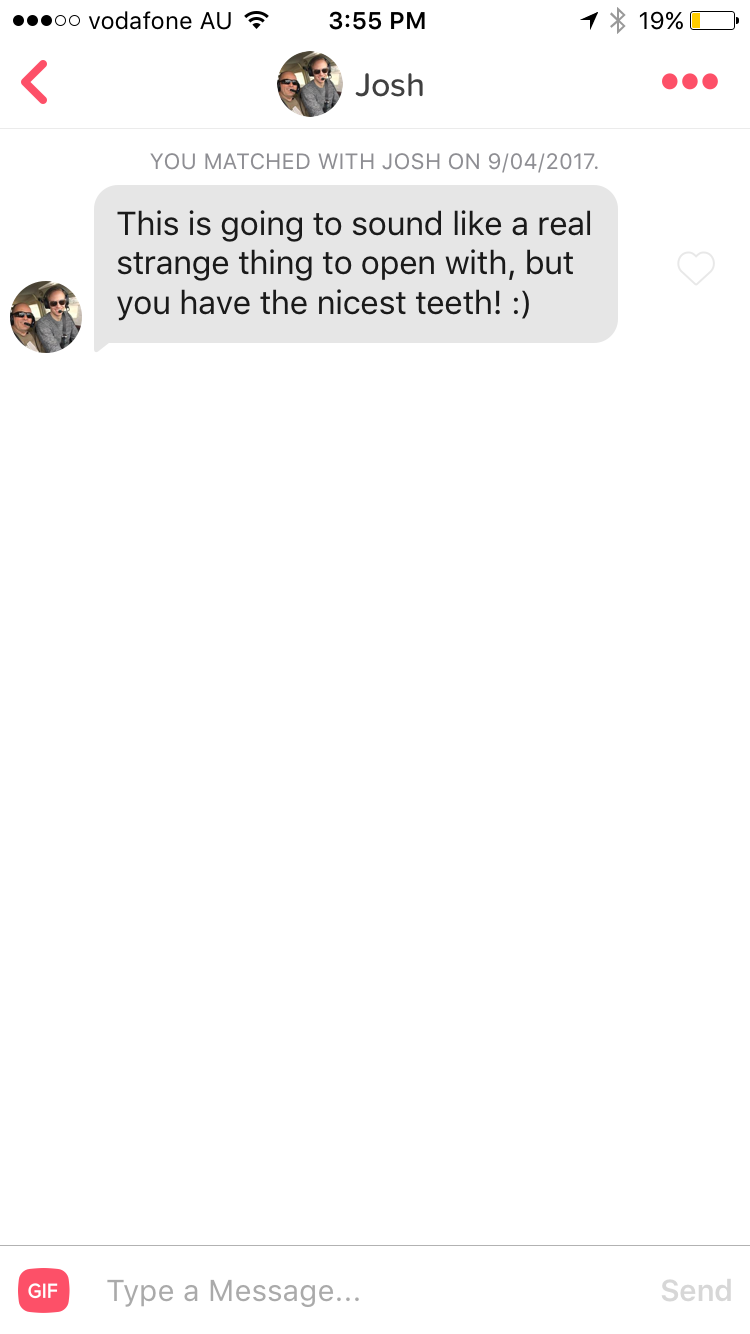 vodafone AU 3:55 PM 19%
Josh
YOU MATCHED WITH JOSH ON 9/04/2017.
This is going to sound like a real
strange thing to open with, but
you have the nicest teeth! :)
GIF Type a Message... Send